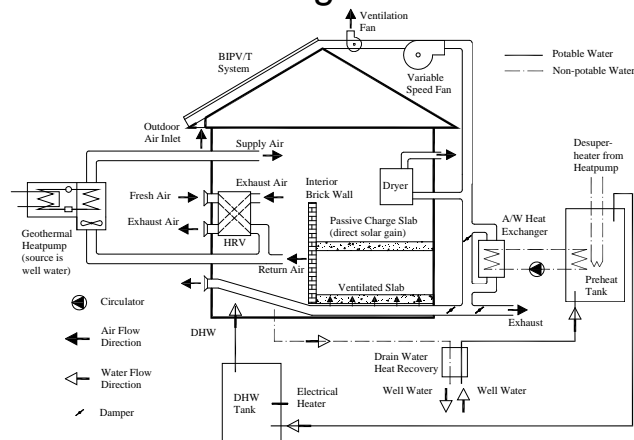 Ventilation
Fan
BIPV/T
System
Variable
Speed Fan
Potable Water
Non-potable Water
Outdoor
Air Inlet
Supply Air
Desuper-
heater from
Heatpump
Fresh Air
Exhaust Air
Interior
Brick Wall
Dryer
Exhaust Air
HRV
Passive Charge Slab
(direct solar gain)
A/W Heat
Exchanger
Geothermal
Heatpump
(source is
well water)
Return Air
Ventilated Slab
Preheat
Tank
Circulator
Air Flow
Direction
DHW
Exhaust
Water Flow
Direction
Drain Water
Heat Recovery
Damper
DHW
Tank
Electrical
Heater
Well Water
Well Water